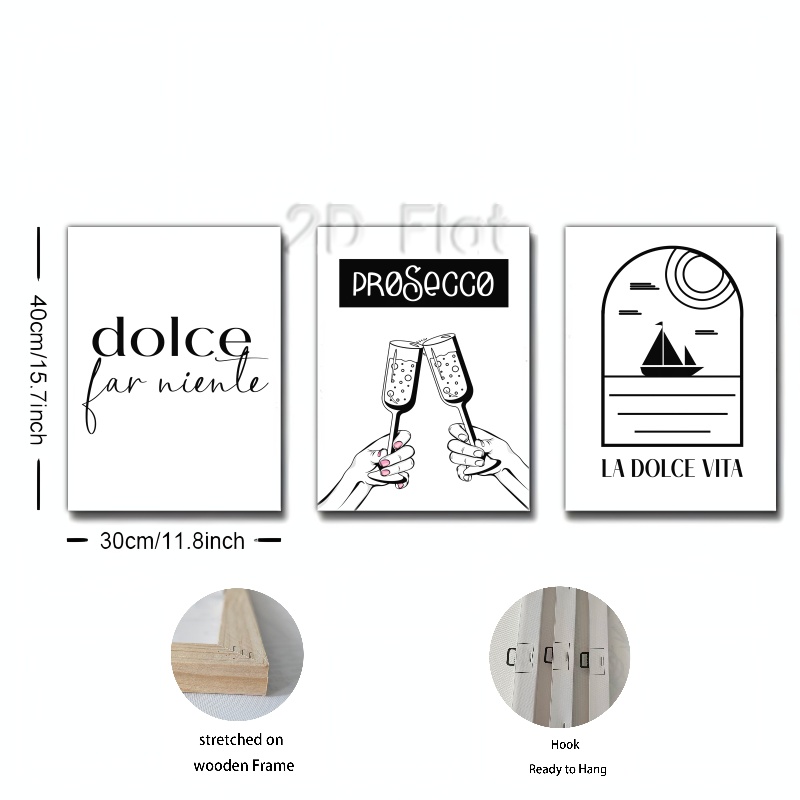 2D Flat
40cm/15.7inch
dolce
far niente
PROSECCO
LA DOLCE VITA
30cm/11.8inch
stretched on
wooden Frame
Hook
Ready to Hang